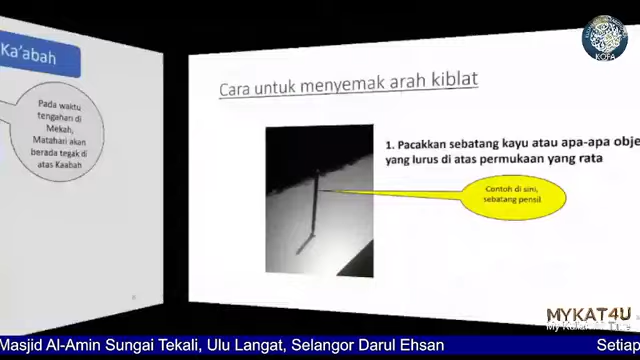 Ka'abah
Pada waktu
tengahari di
Mekah,
Matahari akan
berada tegak di
atas Kaabah
Cara untuk menyemak arah kiblat
1. Pacakkan sebatang kayu atau apa-apa obje
yang lurus di atas permukaan yang rata
Contoh di sini,
sebatang pensil
KOFA
MYKAT4U
Masjid Al-Amin Sungai Tekali, Ulu Langat, Selangor Darul Ehsan
Setiap